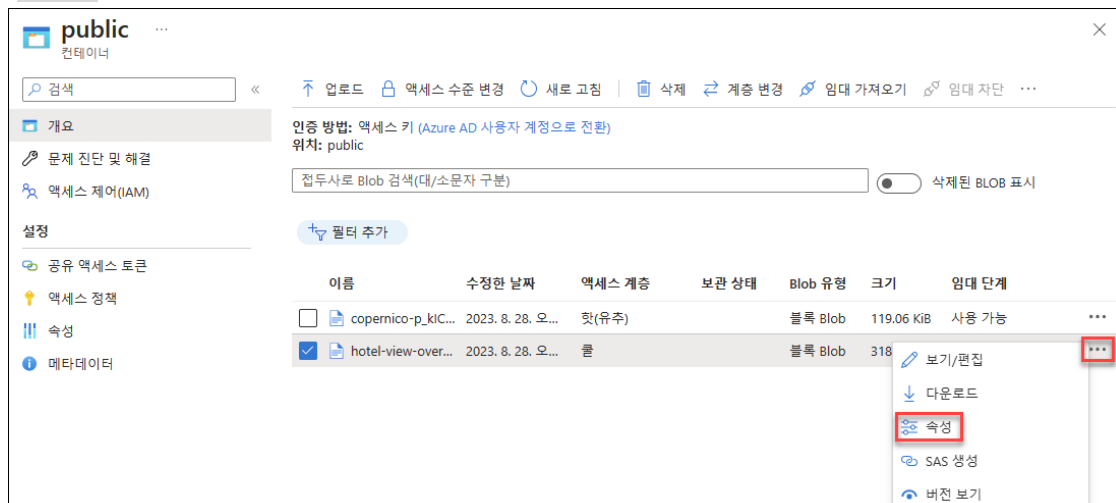 public ...
컨테이너
검색 «
업로드 액세스 수준 변경 새로 고침 삭제 계층 변경 임대 가져오기 임대 차단 ...
개요
문제 진단 및 해결
액세스 제어(IAM)
설정
공유 액세스 토큰
액세스 정책
속성
메타데이터
인증 방법: 액세스 키 (Azure AD 사용자 계정으로 전환)
위치: public
접두사로 Blob 검색(대/소문자 구분) 삭제된 BLOB 표시
필터 추가
이름 수정한 날짜 액세스 계층 보관 상태 Blob 유형 크기 임대 단계
copernico-p_kIC... 2023. 8. 28. 오... 핫(유추) 블록 Blob 119.06 KiB 사용 가능 ...
hotel-view-over... 2023. 8. 28. 오... 쿨 블록 Blob 318 ...
보기/편집
다운로드
속성
SAS 생성
버전 보기